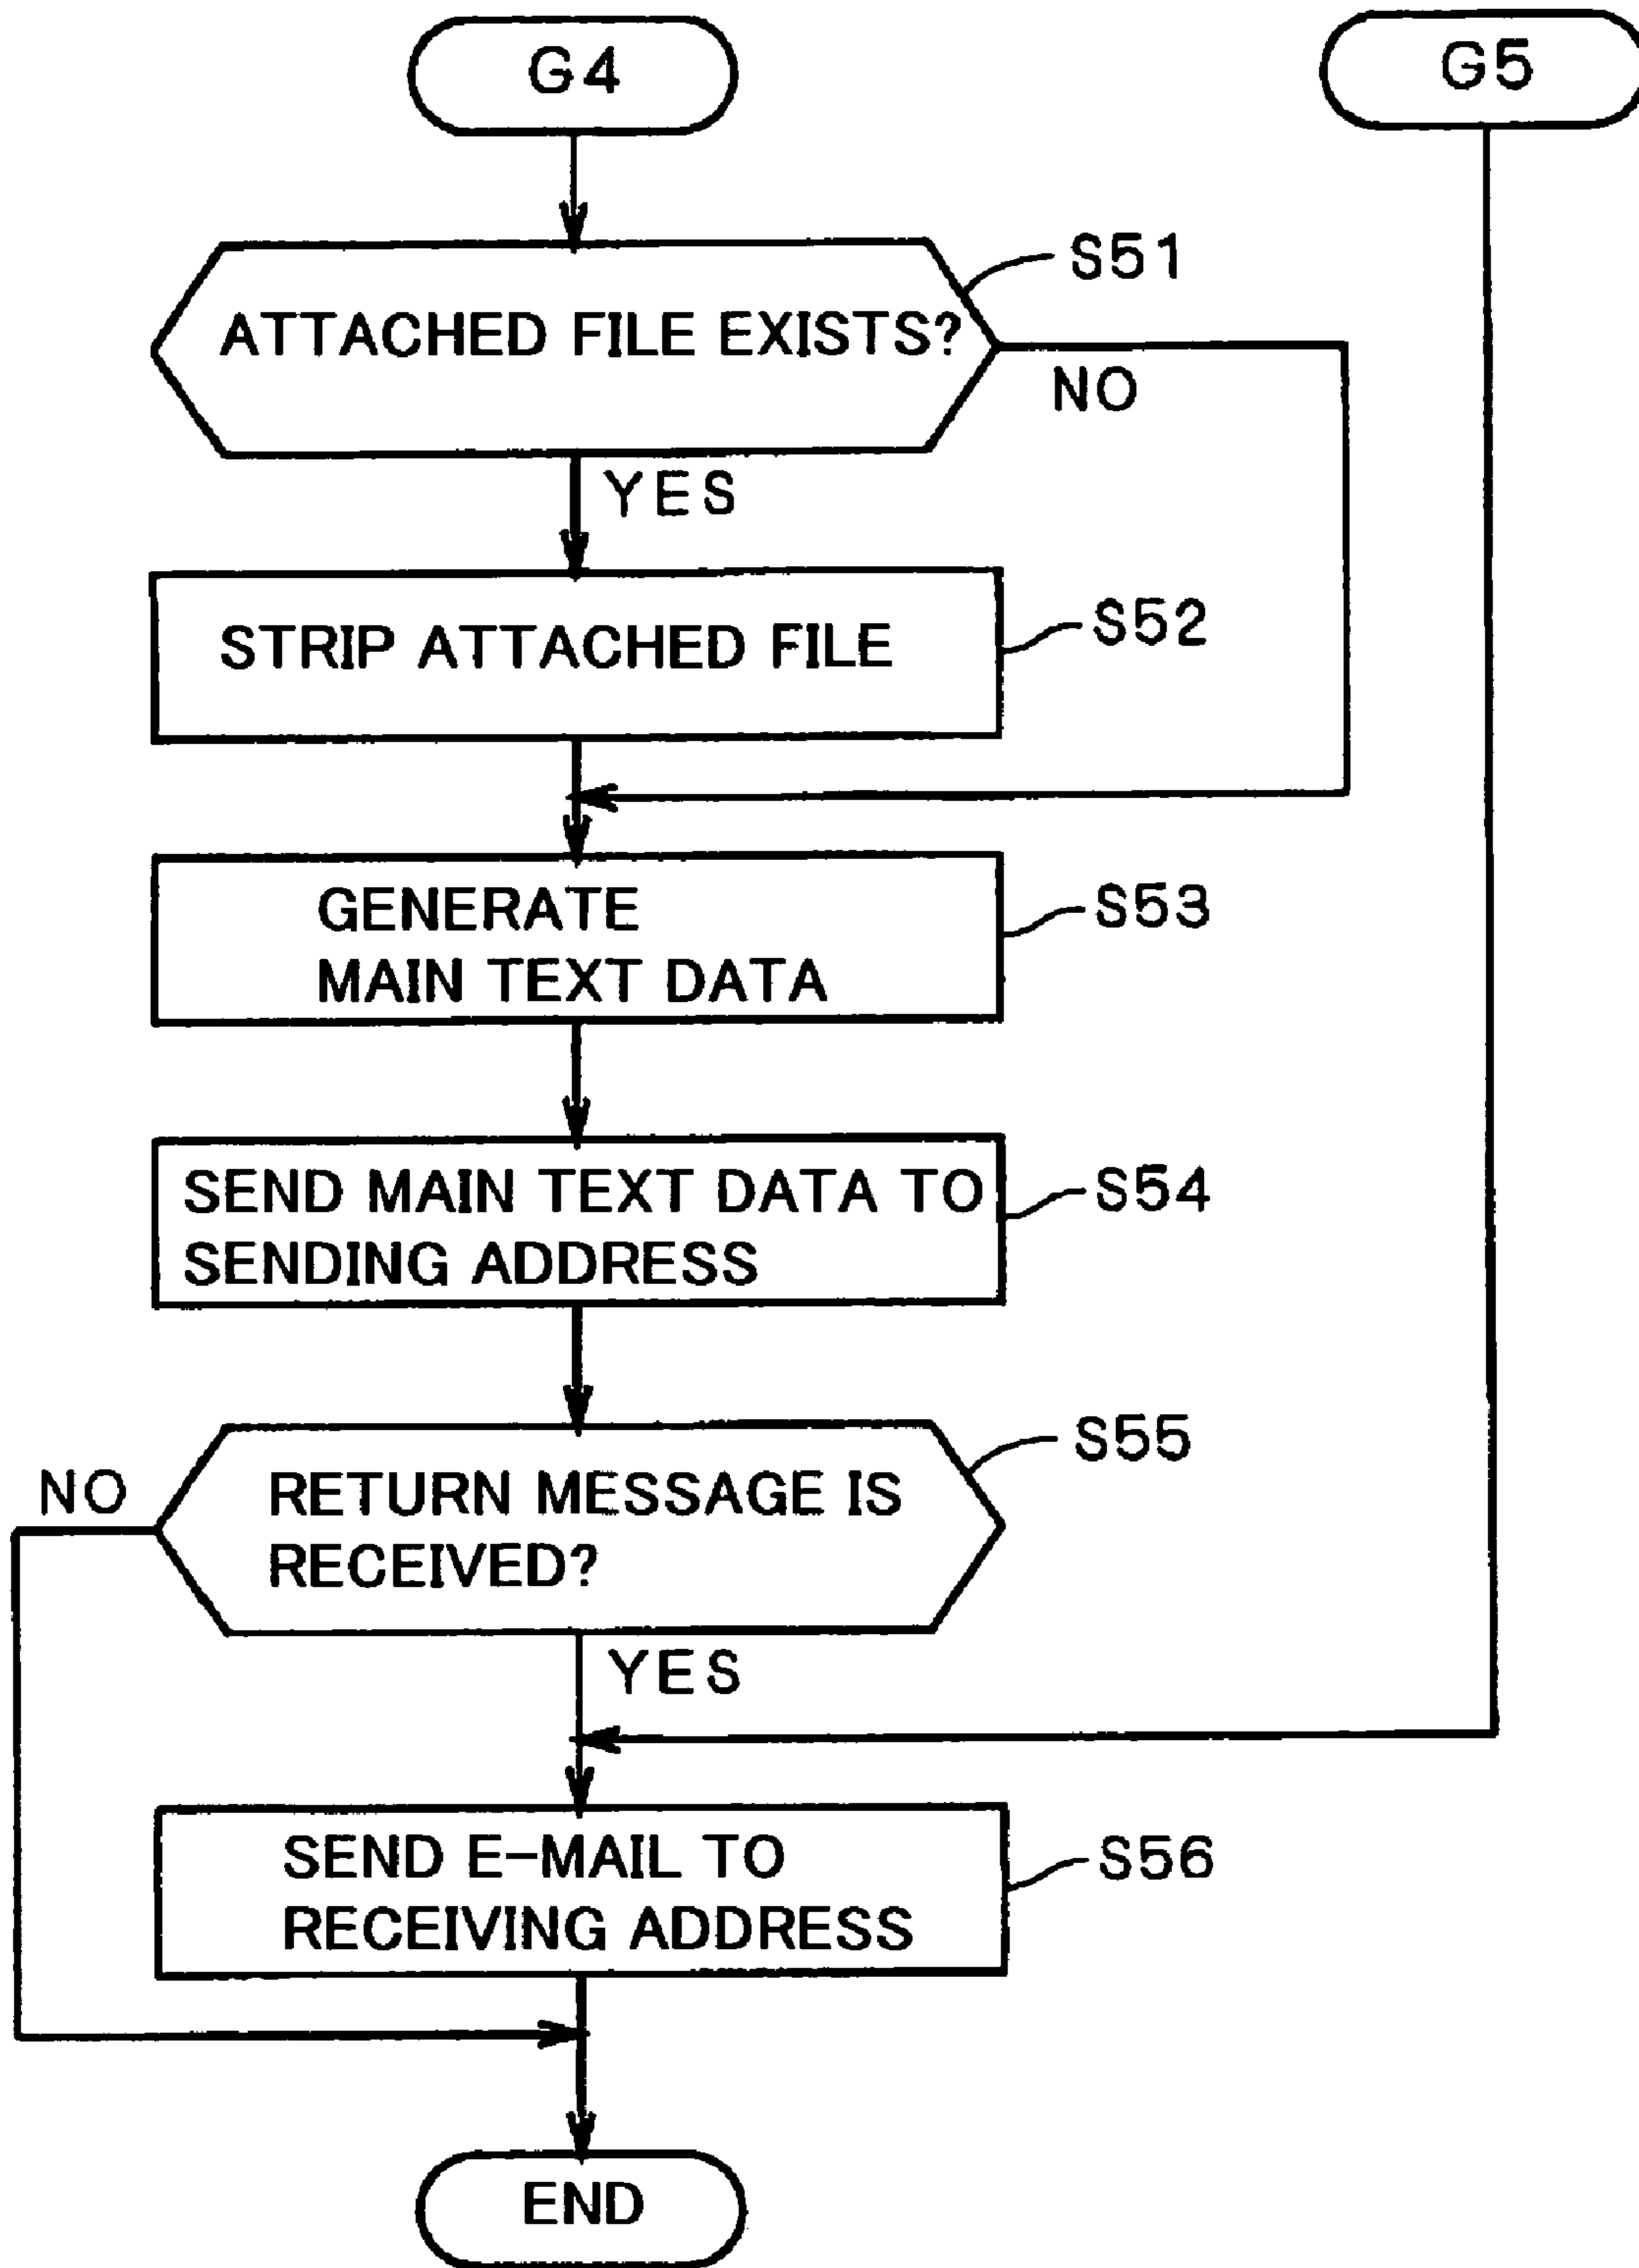 G4
G5
S51
ATTACHED FILE EXISTS?
NO
YES
STRIP ATTACHED FILE
S52
GENERATE
MAIN TEXT DATA
S53
SEND MAIN TEXT DATA TO
SENDING ADDRESS
S54
S55
NO
RETURN MESSAGE IS
RECEIVED?
YES
SEND E-MAIL TO
RECEIVING ADDRESS
S56
END